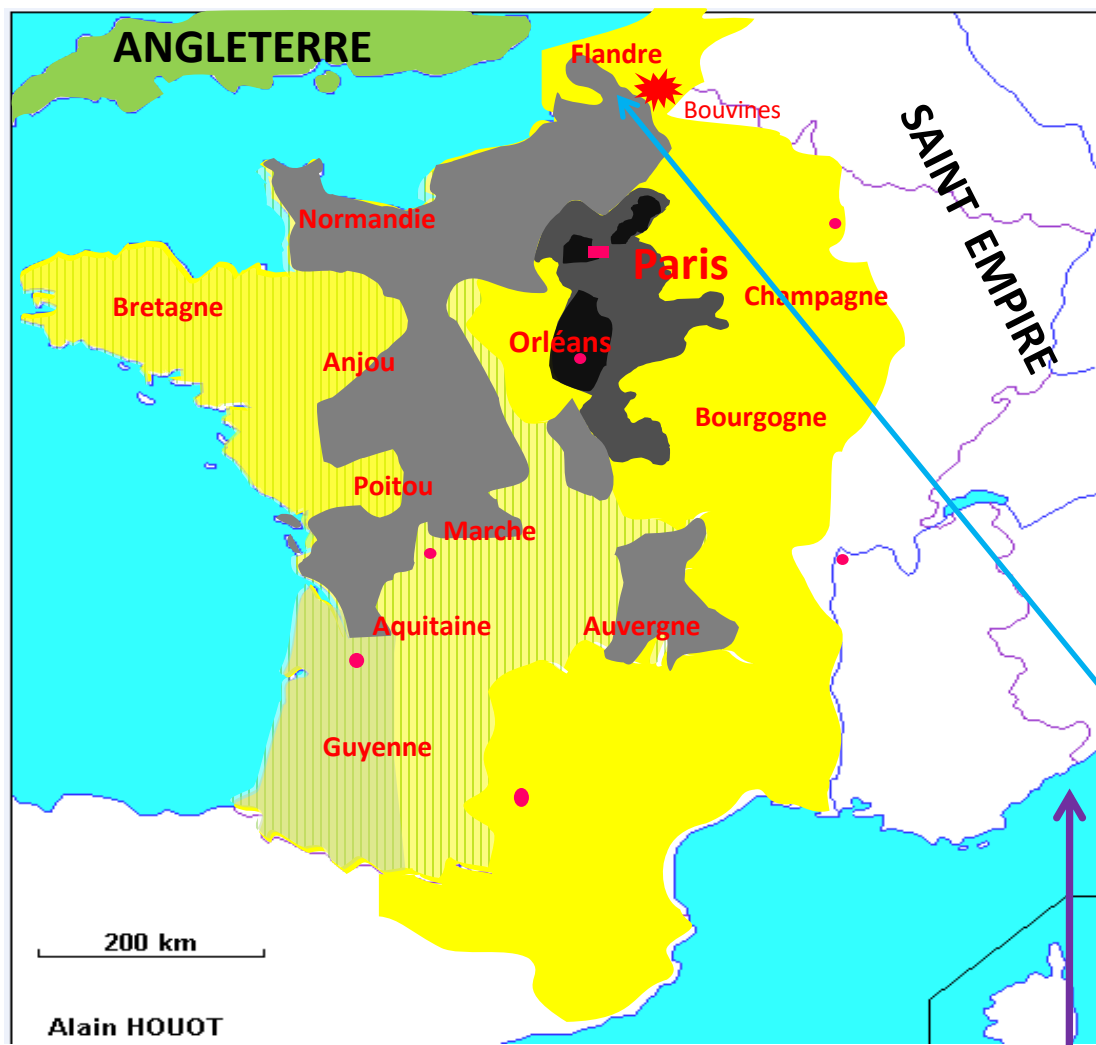 ANGLETERRE
Flandre
Bouvines
SAINT EMPIRE
Normandie
Paris
Champagne
Bretagne
Orléans
Anjou
Bourgogne
Poitou
Marche
Aquitaine
Auvergne
Guyenne
200 km
Alain HOUOT